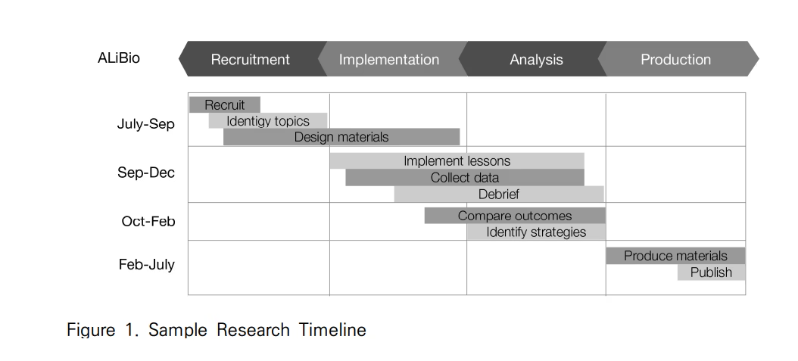 ALiBio Recruitment Implementation Analysis Production
July-Sep
Recruit
Identigy topics
Design materials
Sep-Dec
Implement lessons
Collect data
Debrief
Oct-Feb
Compare outcomes
Identify strategies
Feb-July
Produce materials
Publish
Figure 1. Sample Research Timeline